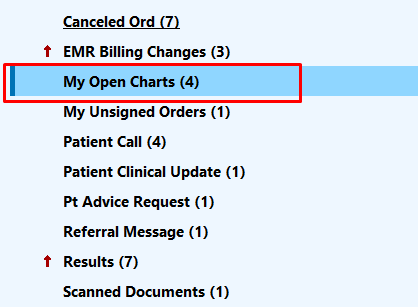 Canceled Ord (7)
EMR Billing Changes (3)
My Open Charts (4)
My Unsigned Orders (1)
Patient Call (4)
Patient Clinical Update (1)
Pt Advice Request (1)
Referral Message (1)
Results (7)
Scanned Documents (1)